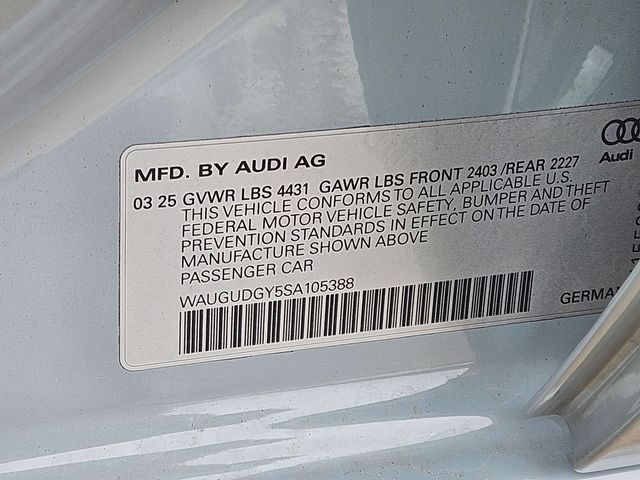 MFD. BY AUDI AG
Audi
03 25 GVWR LBS 4431 GAWR LBS FRONT 2403 /REAR 2227
THIS VEHICLE CONFORMS TO ALL APPLICABLE U.S.
FEDERAL MOTOR VEHICLE SAFETY, BUMPER AND THEFT
PREVENTION STANDARDS IN EFFECT ON THE DATE OF
MANUFACTURE SHOWN ABOVE
PASSENGER CAR
WAUGUDGY5SA105388